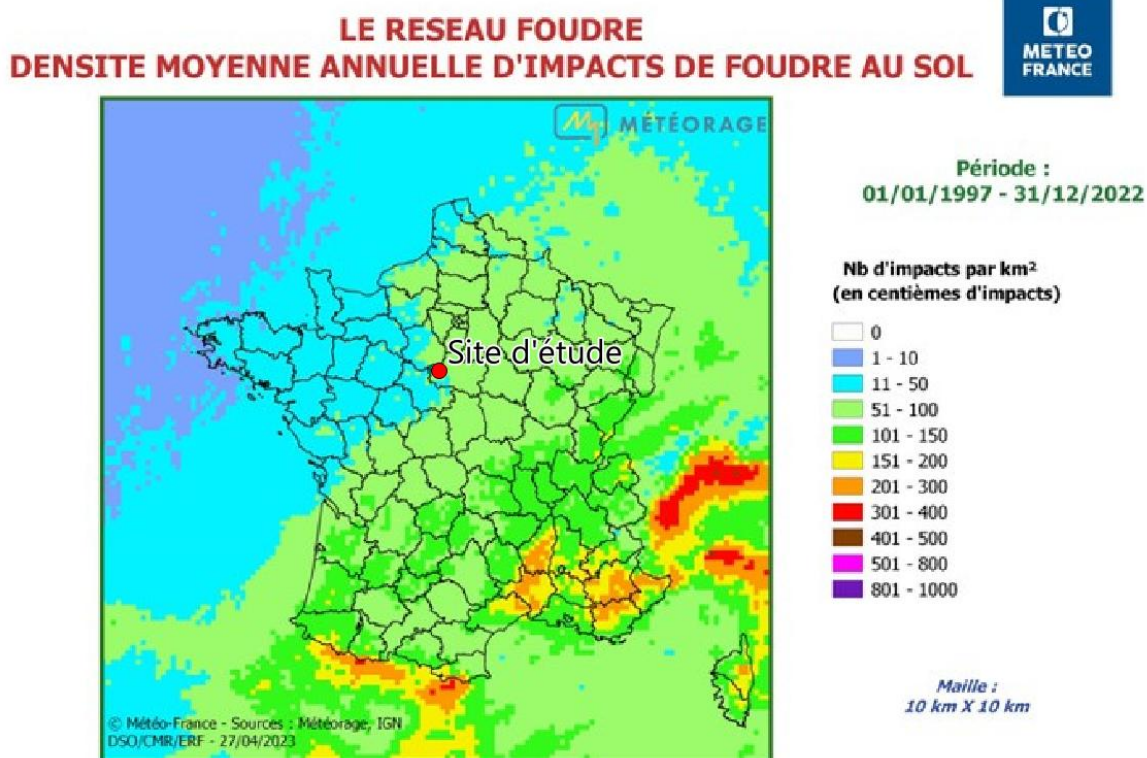 LE RESEAU FOUDRE
DENSITE MOYENNE ANNUELLE D'IMPACTS DE FOUDRE AU SOL
METEO
FRANCE
MÉTÉORAGE
Période :
01/01/1997 - 31/12/2022
Nb d'impacts par km²
(en centièmes d'impacts)
0
1 - 10
11 - 50
51 - 100
101 - 150
151 - 200
201 - 300
301 - 400
401 - 500
501 - 800
801 - 1000
Site d'étude
Maille :
10 km X 10 km
© Météo-France - Sources : Météorage, IGN
DSO/CMR/ERF - 27/04/2023